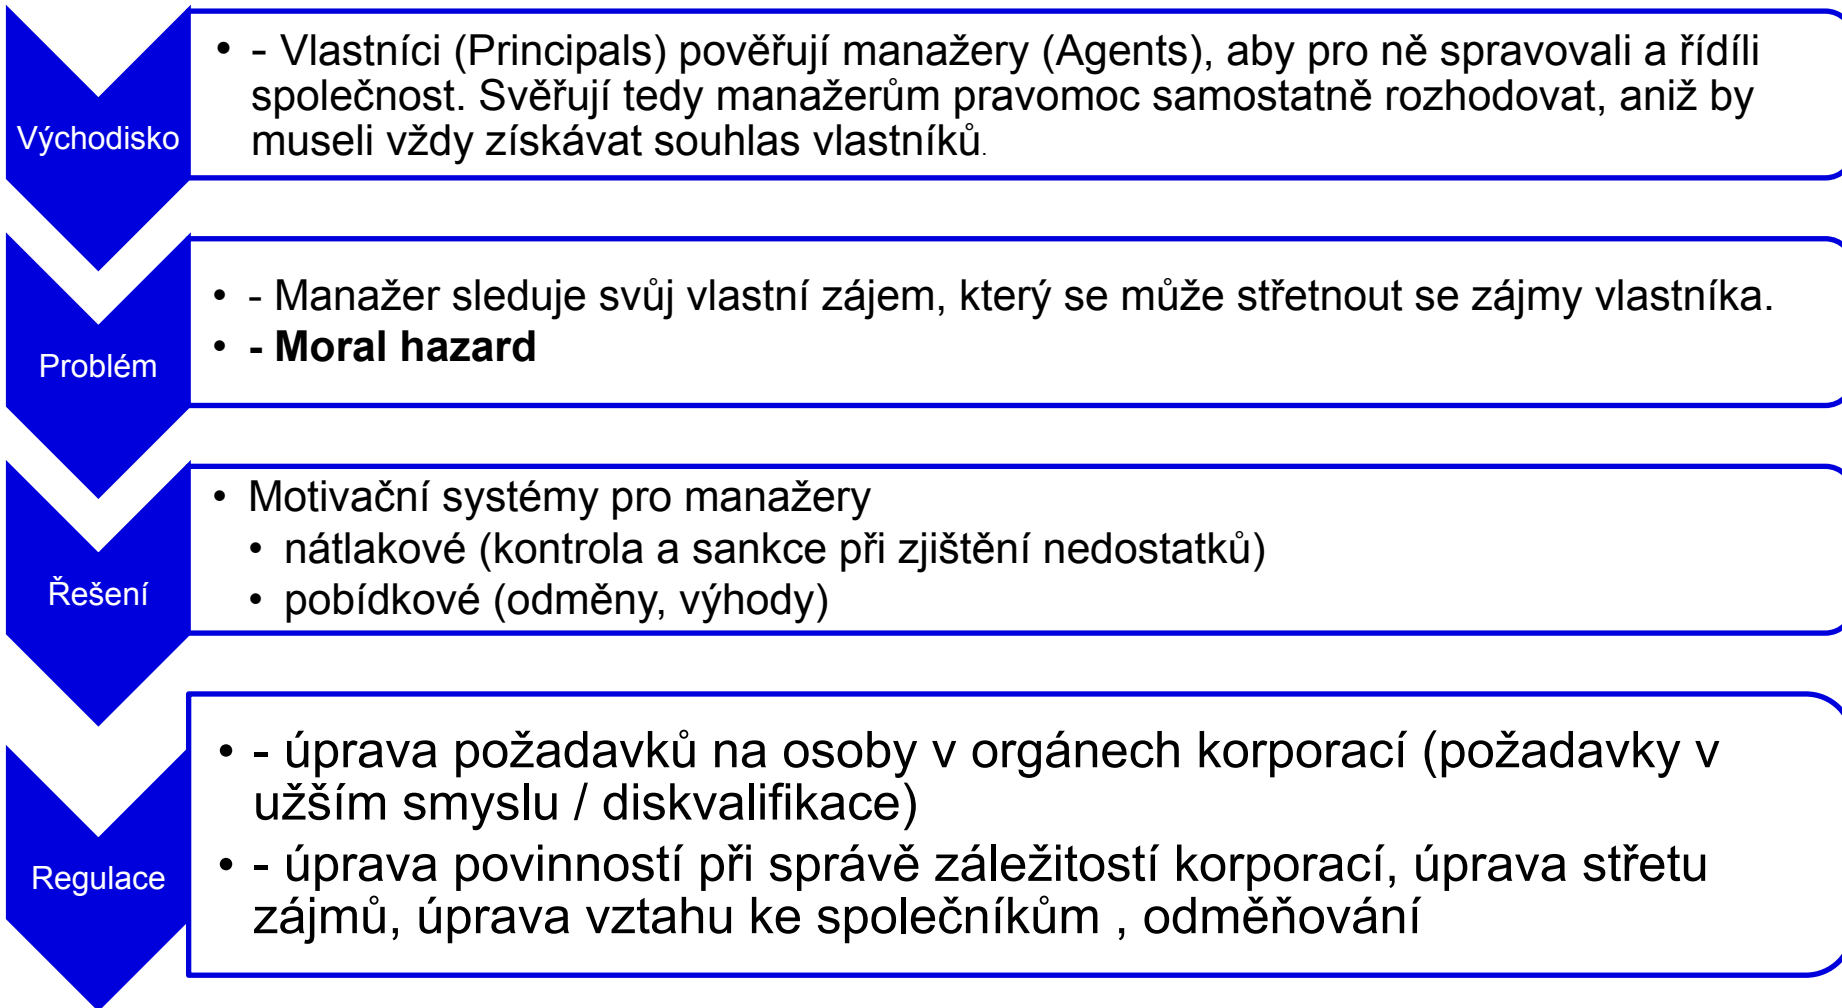 Východisko
• - Vlastníci (Principals) pověřují manažery (Agents), aby pro ně spravovali a řídili
společnost. Svěřují tedy manažerům pravomoc samostatně rozhodovat, aniž by
museli vždy získávat souhlas vlastníků.
Problém
• - Manažer sleduje svůj vlastní zájem, který se může střetnout se zájmy vlastníka.
• - Moral hazard
Řešení
• Motivační systémy pro manažery
• nátlakové (kontrola a sankce při zjištění nedostatků)
• pobídkové (odměny, výhody)
Regulace
• - úprava požadavků na osoby v orgánech korporací (požadavky v
užším smyslu / diskvalifikace)
• - úprava povinností při správě záležitostí korporací, úprava střetu
zájmů, úprava vztahu ke společníkům , odměňování